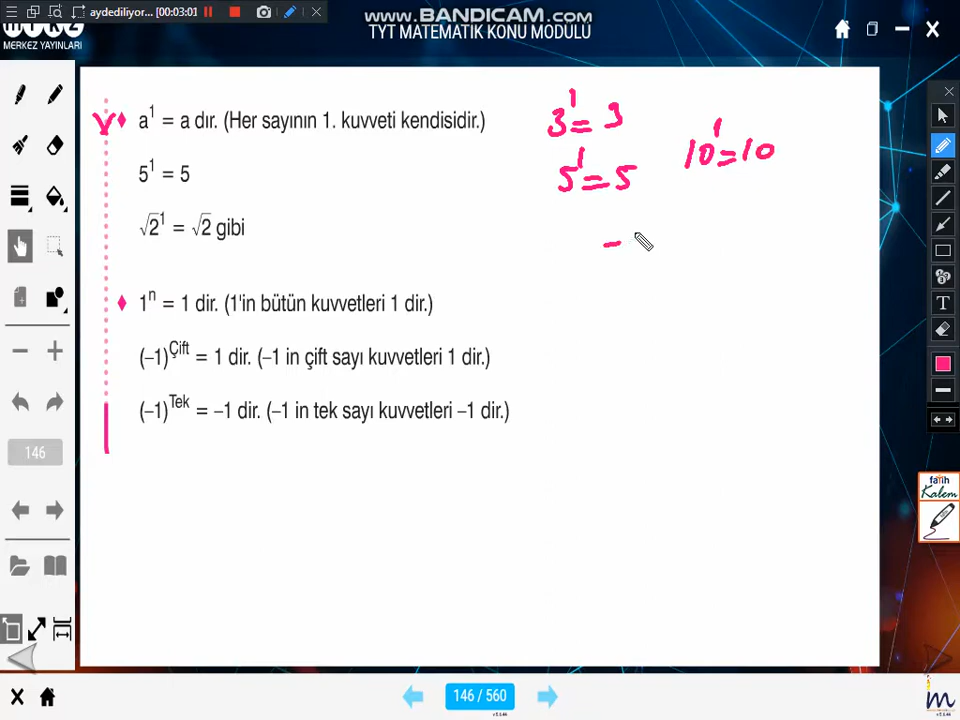 aydediliyor... [00:03:01]
www.BANDICAM.com
MERKEZ YAYINLARI
TYT MATEMATİK KONU MODÜLÜ
a¹ = a dır. (Her sayının 1. kuvveti kendisidir.)
5¹ = 5
√2¹ = √2 gibi
3¹ = 3
5¹ = 5
10¹ = 10
–
1ⁿ = 1 dir. (1'in bütün kuvvetleri 1 dir.)
(–1)^Çift = 1 dir. (–1 in çift sayı kuvvetleri 1 dir.)
(–1)^Tek = –1 dir. (–1 in tek sayı kuvvetleri –1 dir.)
146
T
fatih
Kalem
146 / 560